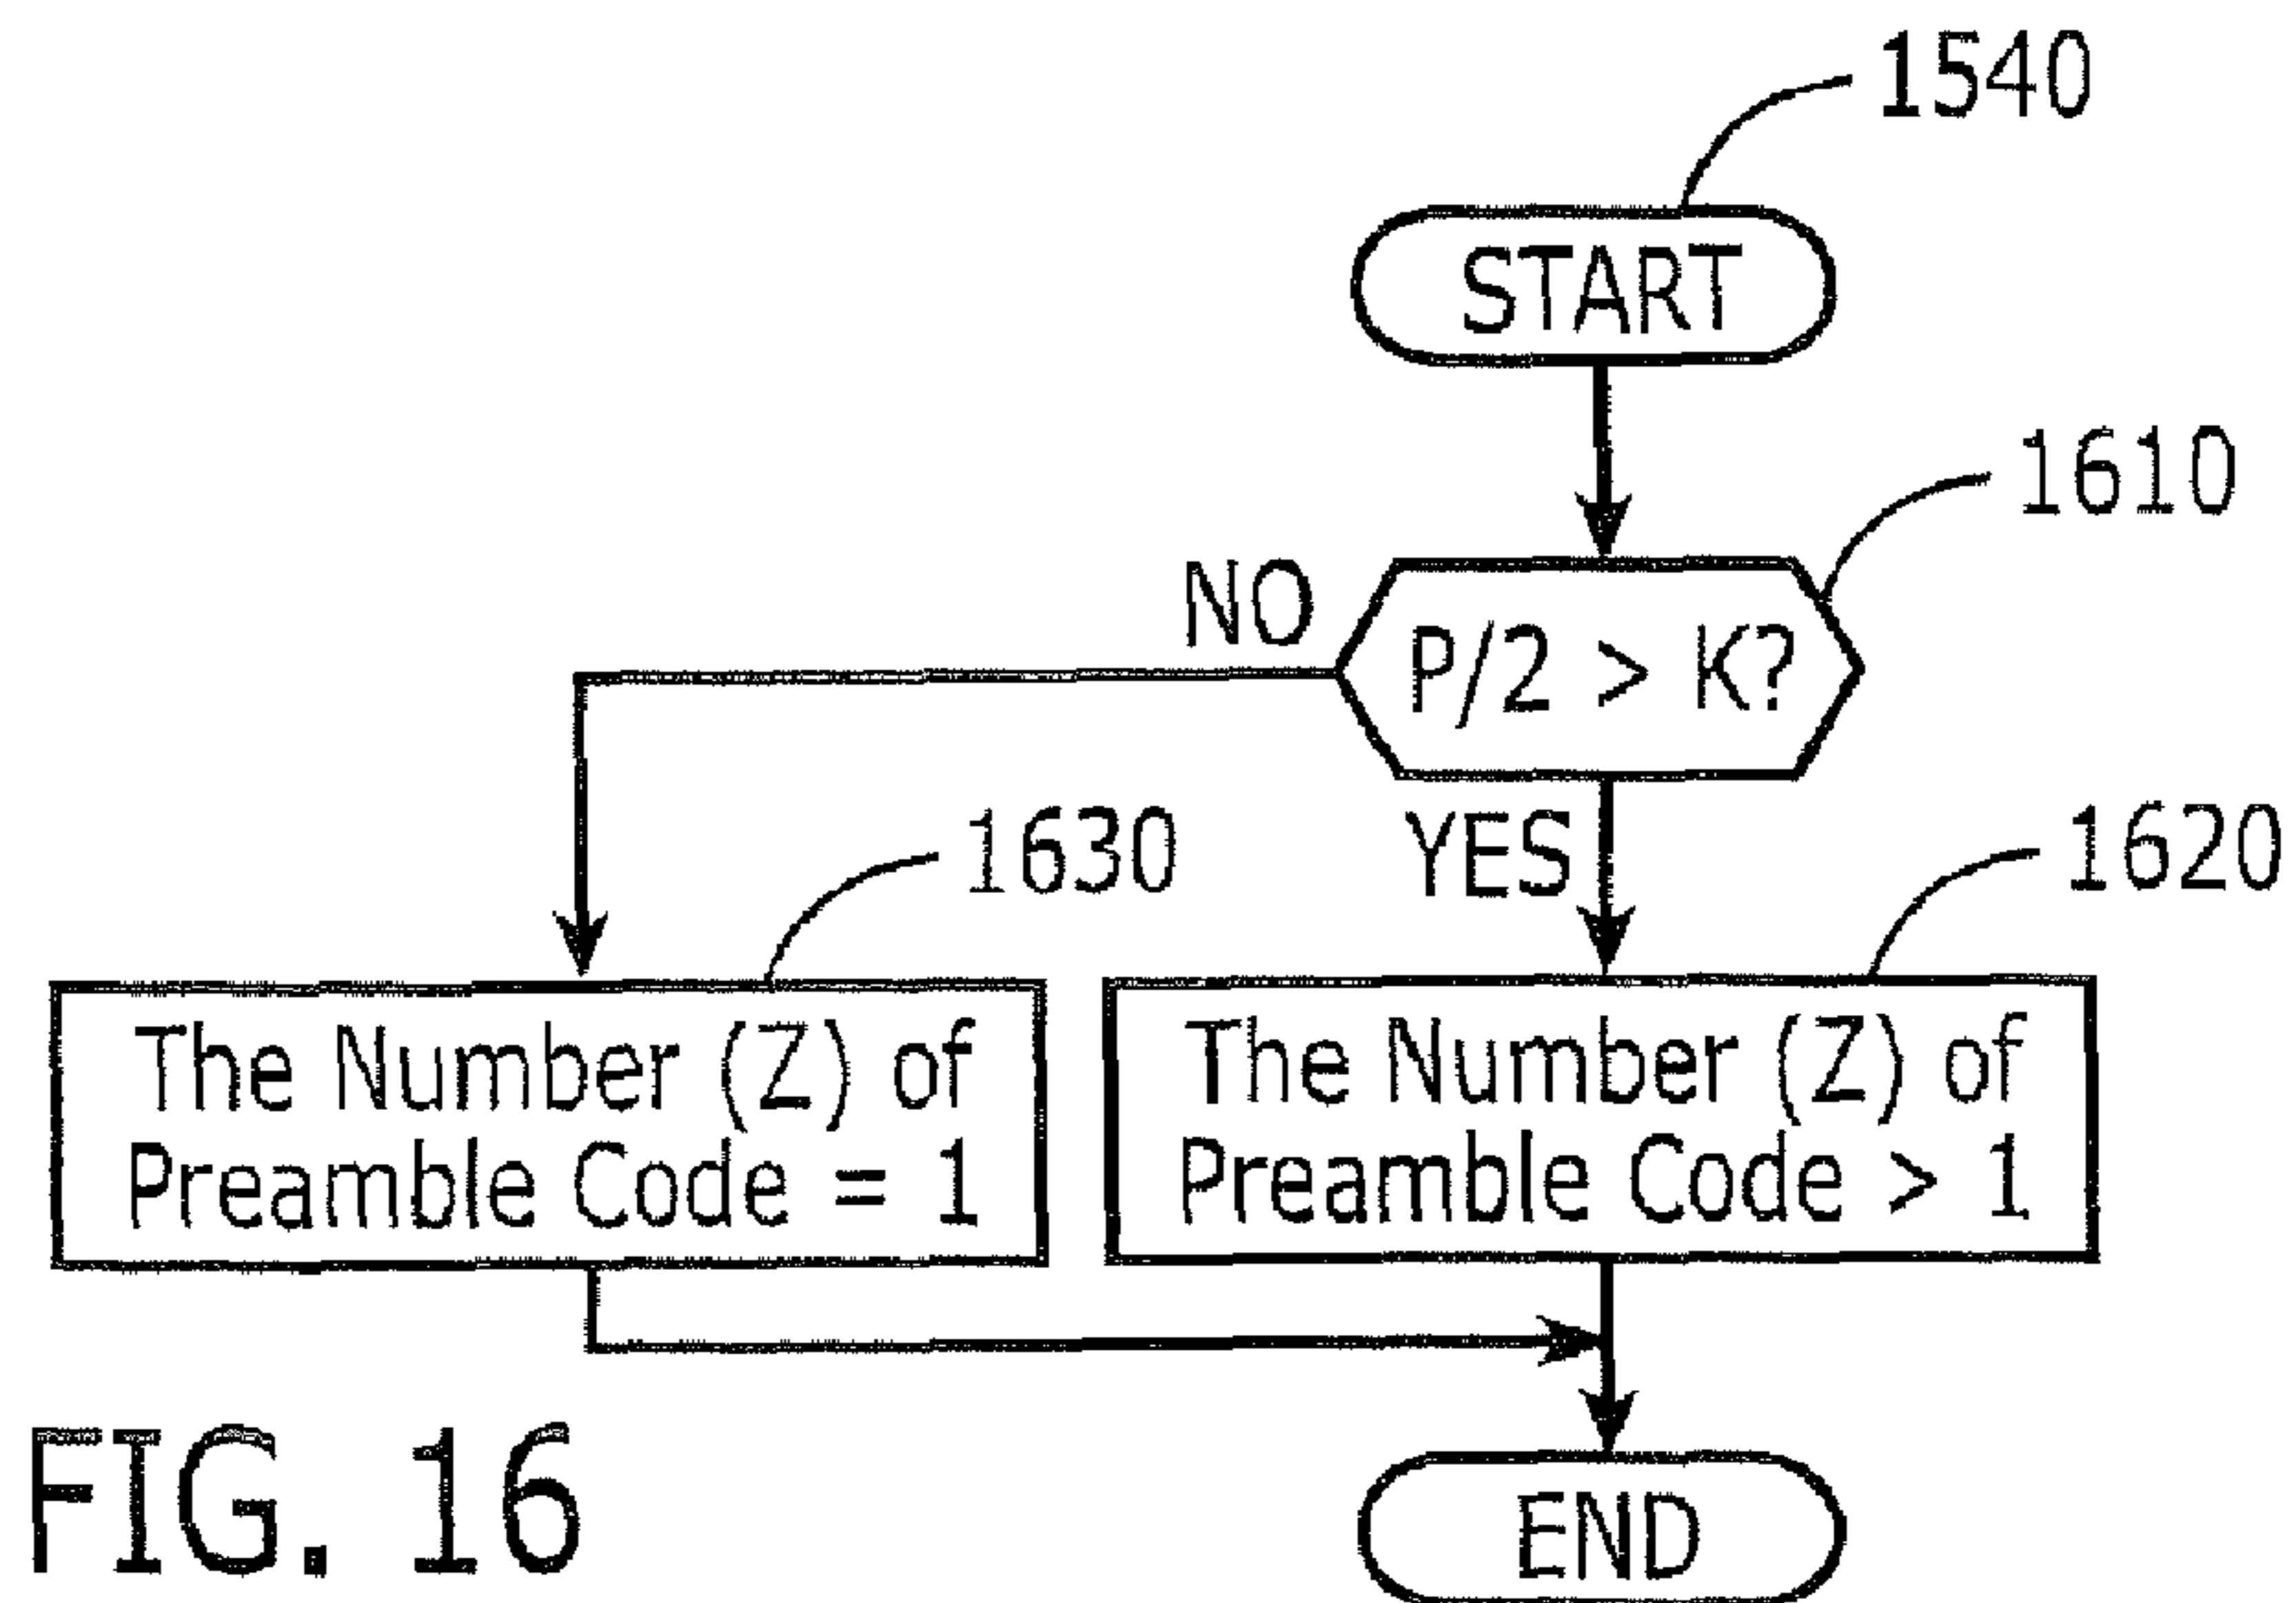 1540
START
1610
NO
P/2 > K?
YES
1630
1620
The Number (Z) of
Preamble Code = 1
The Number (Z) of
Preamble Code > 1
END
FIG. 16